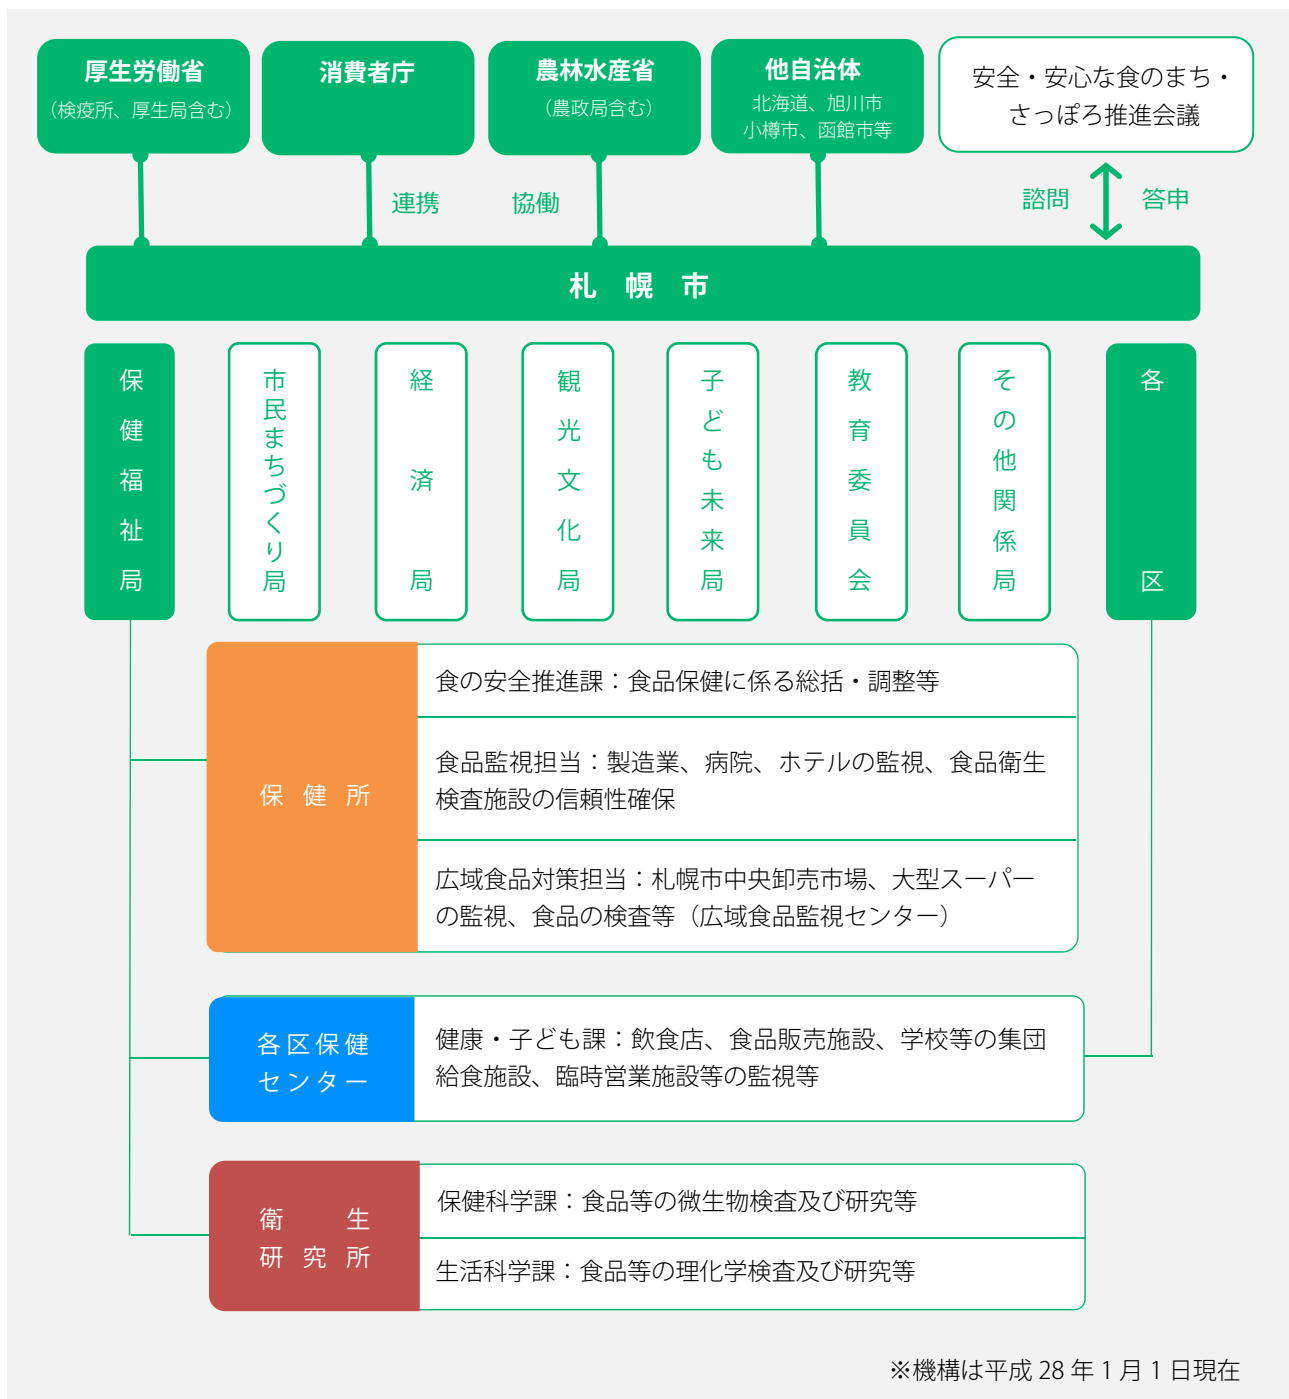 厚生労働省
（検疫所、厚生局含む）
消費者庁
農林水産省
（農政局含む）
他自治体
北海道、旭川市
小樽市、函館市等
安全・安心な食のまち・
さっぽろ推進会議
連携
協働
諮問
答申
札幌市
保健福祉局
市民まちづくり局
経済局
観光文化局
子ども未来局
教育委員会
その他関係局
各区
保健所
食の安全推進課：食品保健に係る総括・調整等
食品監視担当：製造業、病院、ホテルの監視、食品衛生
検査施設の信頼性確保
広域食品対策担当：札幌市中央卸売市場、大型スーパー
の監視、食品の検査等（広域食品監視センター）
各区保健
センター
健康・子ども課：飲食店、食品販売施設、学校等の集団
給食施設、臨時営業施設等の監視等
衛生
研究所
保健科学課：食品等の微生物検査及び研究等
生活科学課：食品等の理化学検査及び研究等
※機構は平成 28 年 1 月 1 日現在